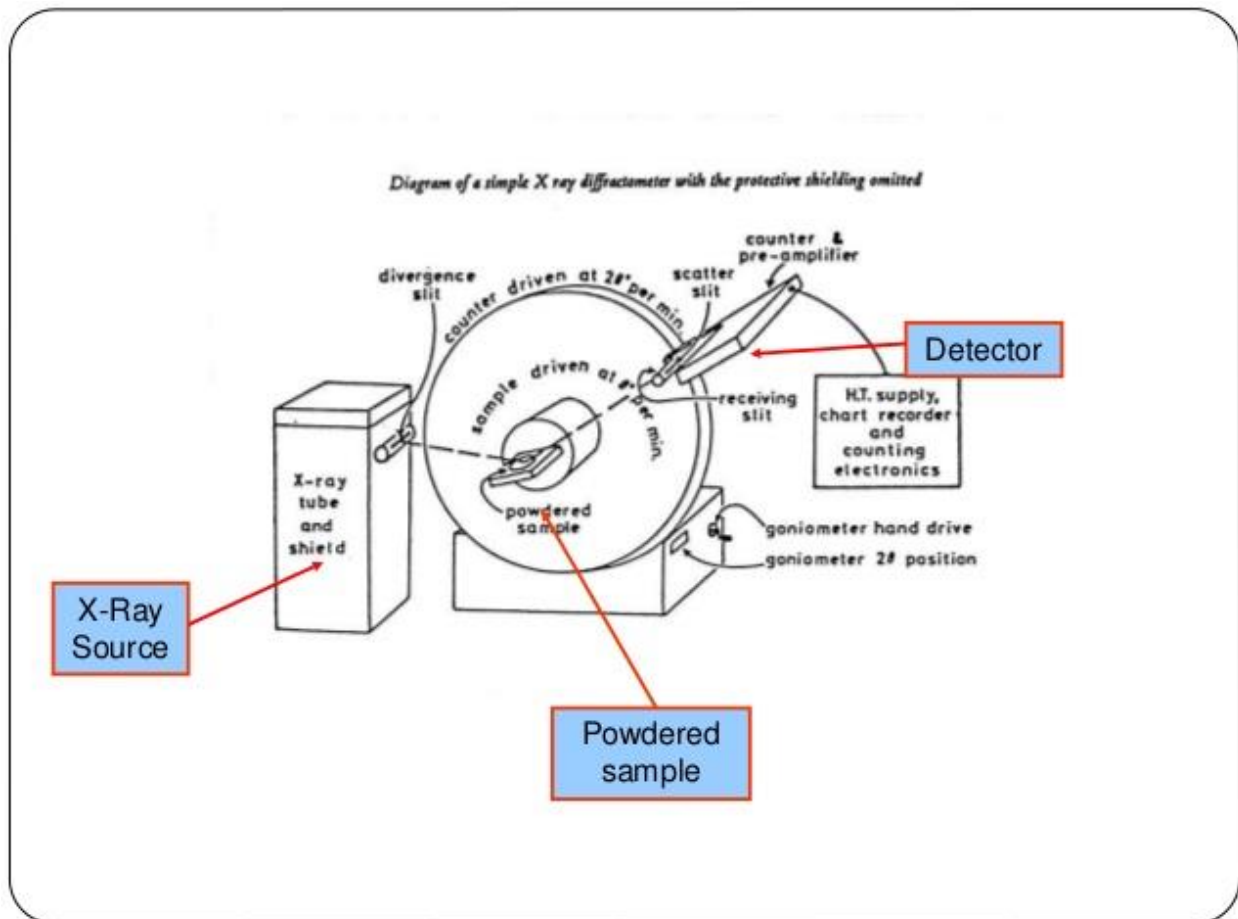 Diagram of a simple X ray diffractometer with the protective shielding omitted
counter &
pre-amplifier
divergence
slit
counter driven at 2θ° per min.
scatter
slit
Detector
sample driven at θ° per min.
receiving
slit
H.T. supply,
chart recorder
and
counting
electronics
X-ray
tube
and
shield
powdered
sample
goniometer hand drive
goniometer 2θ position
X-Ray
Source
Powdered
sample